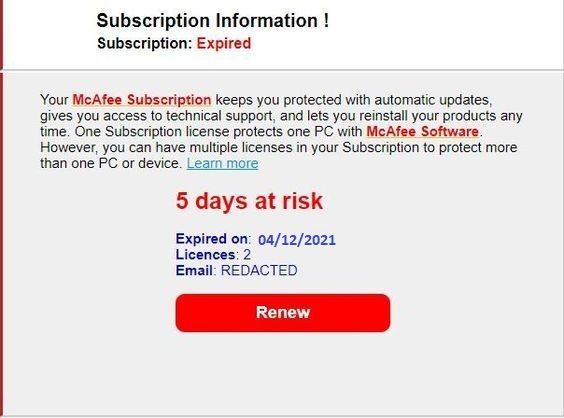 Subscription Information !
Subscription: Expired
Your McAfee Subscription keeps you protected with automatic updates,
gives you access to technical support, and lets you reinstall your products any
time. One Subscription license protects one PC with McAfee Software.
However, you can have multiple licenses in your Subscription to protect more
than one PC or device. Learn more
5 days at risk
Expired on: 04/12/2021
Licences: 2
Email: REDACTED
Renew